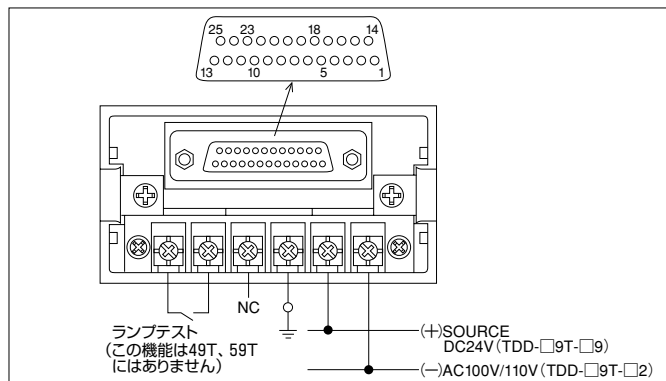 25 23 18 14
13 10 5 1
NC
ランプテスト
(この機能は49T、59T
にはありません)
(+)SOURCE
DC24V(TDD-□9T-□9)
(−)AC100V/110V(TDD-□9T-□2)